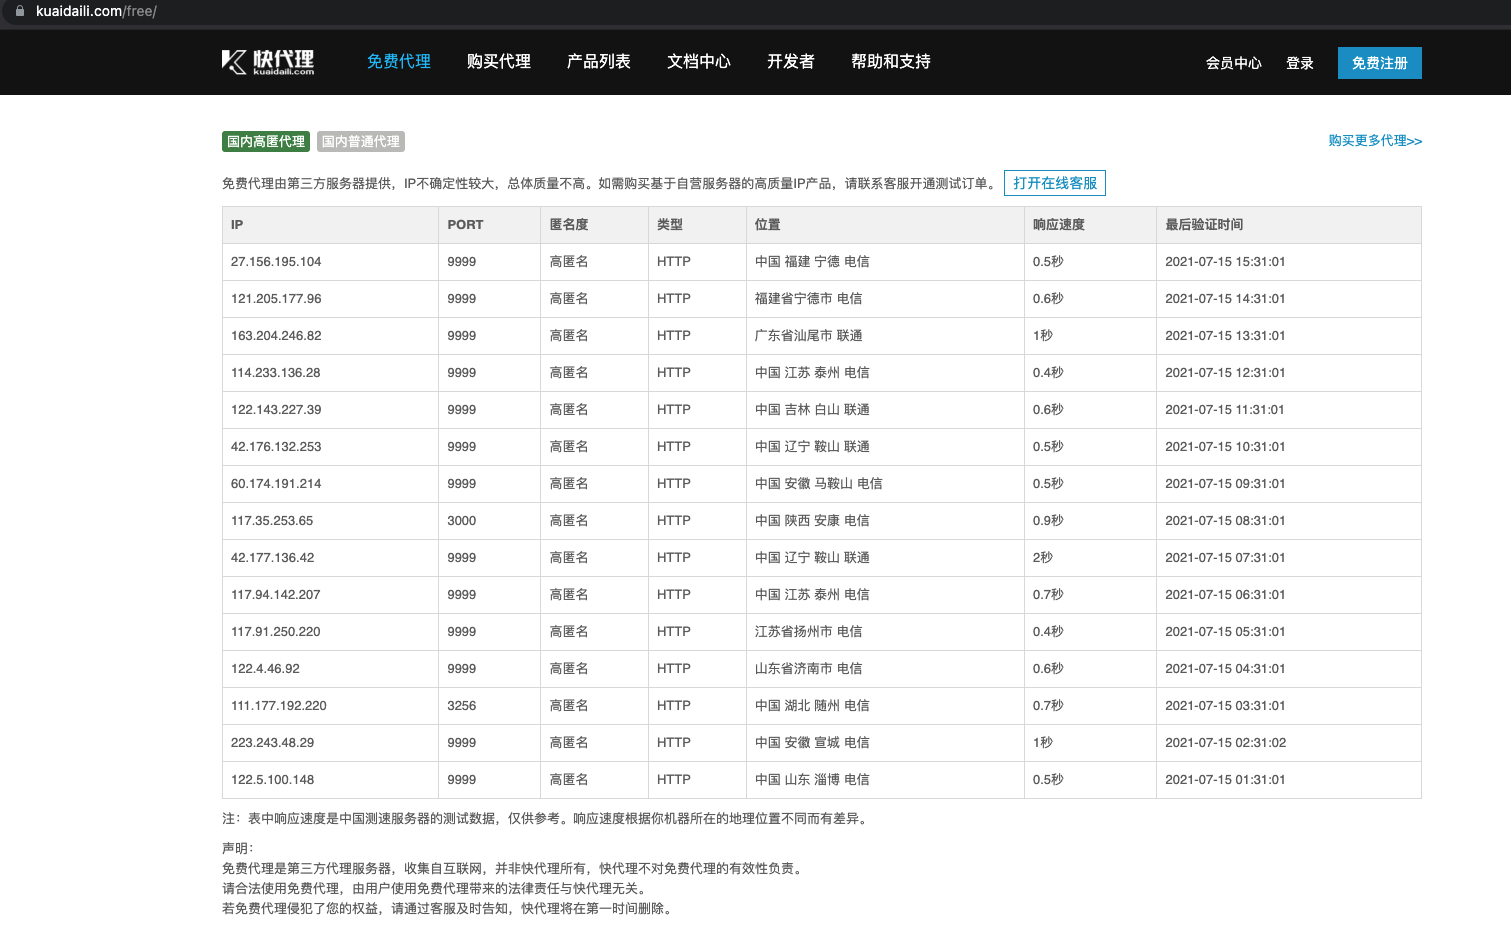 kuaidaili.com/free/
快代理 kuaidaili.com 免费代理 购买代理 产品列表 文档中心 开发者 帮助和支持 会员中心 登录 免费注册
国内高匿代理 国内普通代理 购买更多代理>>
免费代理由第三方服务器提供，IP不确定性较大，总体质量不高。如需购买基于自营服务器的高质量IP产品，请联系客服开通测试订单。 打开在线客服
IP PORT 匿名度 类型 位置 响应速度 最后验证时间
27.156.195.104 9999 高匿名 HTTP 中国 福建 宁德 电信 0.5秒 2021-07-15 15:31:01
121.205.177.96 9999 高匿名 HTTP 福建省宁德市 电信 0.6秒 2021-07-15 14:31:01
163.204.246.82 9999 高匿名 HTTP 广东省汕尾市 联通 1秒 2021-07-15 13:31:01
114.233.136.28 9999 高匿名 HTTP 中国 江苏 泰州 电信 0.4秒 2021-07-15 12:31:01
122.143.227.39 9999 高匿名 HTTP 中国 吉林 白山 联通 0.6秒 2021-07-15 11:31:01
42.176.132.253 9999 高匿名 HTTP 中国 辽宁 鞍山 联通 0.5秒 2021-07-15 10:31:01
60.174.191.214 9999 高匿名 HTTP 中国 安徽 马鞍山 电信 0.5秒 2021-07-15 09:31:01
117.35.253.65 3000 高匿名 HTTP 中国 陕西 安康 电信 0.9秒 2021-07-15 08:31:01
42.177.136.42 9999 高匿名 HTTP 中国 辽宁 鞍山 联通 2秒 2021-07-15 07:31:01
117.94.142.207 9999 高匿名 HTTP 中国 江苏 泰州 电信 0.7秒 2021-07-15 06:31:01
117.91.250.220 9999 高匿名 HTTP 江苏省扬州市 电信 0.4秒 2021-07-15 05:31:01
122.4.46.92 9999 高匿名 HTTP 山东省济南市 电信 0.6秒 2021-07-15 04:31:01
111.177.192.220 3256 高匿名 HTTP 中国 湖北 随州 电信 0.7秒 2021-07-15 03:31:01
223.243.48.29 9999 高匿名 HTTP 中国 安徽 宣城 电信 1秒 2021-07-15 02:31:02
122.5.100.148 9999 高匿名 HTTP 中国 山东 淄博 电信 0.5秒 2021-07-15 01:31:01
注：表中响应速度是中国测速服务器的测试数据，仅供参考。响应速度根据你机器所在的地理位置不同而有差异。
声明：
免费代理是第三方代理服务器，收集自互联网，并非快代理所有，快代理不对免费代理的有效性负责。
请合法使用免费代理，由用户使用免费代理带来的法律责任与快代理无关。
若免费代理侵犯了您的权益，请通过客服及时告知，快代理将在第一时间删除。